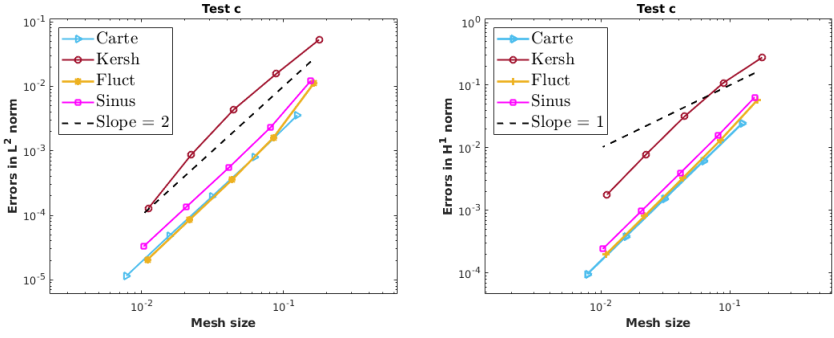 Test c
10^-1
10^-2
10^-3
10^-4
10^-5
Errors in L^2 norm
Carte
Kersh
Fluct
Sinus
Slope = 2
10^-2
10^-1
Mesh size
Test c
10^0
10^-1
10^-2
10^-3
10^-4
Errors in H^1 norm
Carte
Kersh
Fluct
Sinus
Slope = 1
10^-2
10^-1
Mesh size